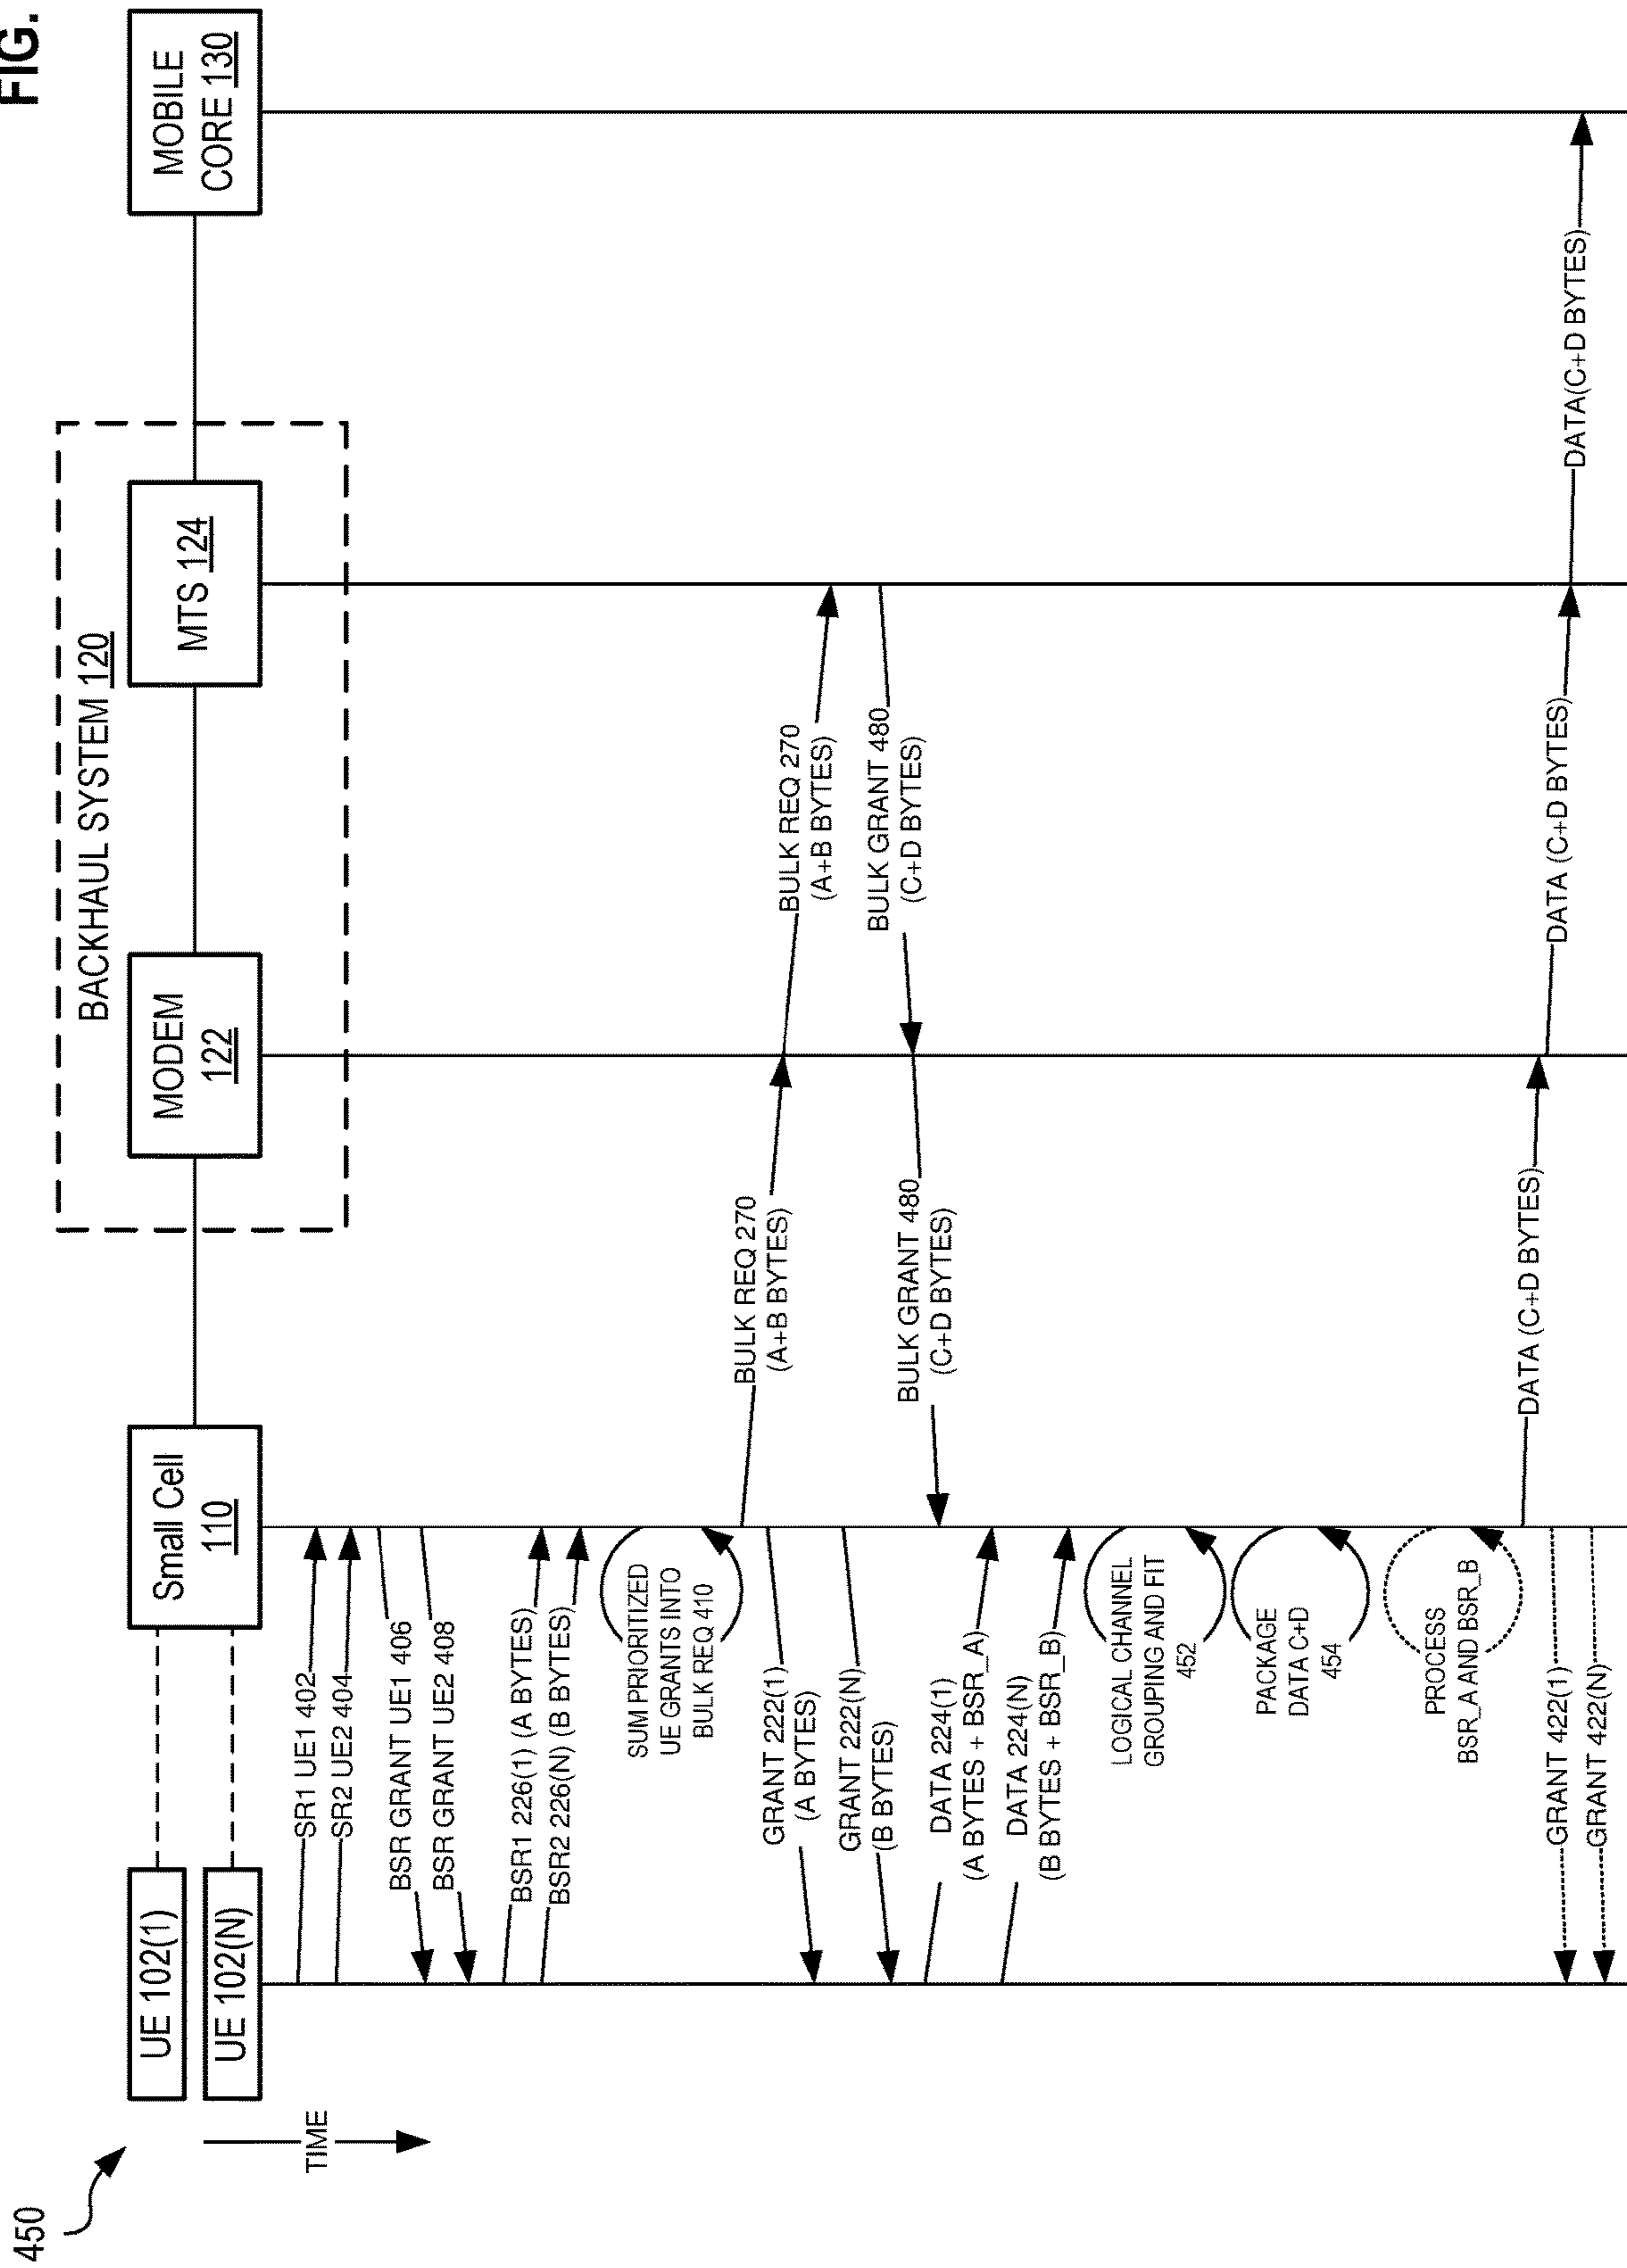 FIG.
450
TIME
UE 102(1)
UE 102(N)
Small Cell
110
BACKHAUL SYSTEM 120
MODEM
122
MTS 124
MOBILE
CORE 130
SR1 UE1 402
SR2 UE2 404
BSR GRANT UE1 406
BSR GRANT UE2 408
BSR1 226(1) (A BYTES)
BSR2 226(N) (B BYTES)
SUM PRIORITIZED
UE GRANTS INTO
BULK REQ 410
BULK REQ 270
(A+B BYTES)
BULK REQ 270
(A+B BYTES)
GRANT 222(1)
(A BYTES)
GRANT 222(N)
(B BYTES)
BULK GRANT 480
(C+D BYTES)
BULK GRANT 480
(C+D BYTES)
DATA 224(1)
(A BYTES + BSR_A)
DATA 224(N)
(B BYTES + BSR_B)
LOGICAL CHANNEL
GROUPING AND FIT
452
PACKAGE
DATA C+D
454
PROCESS
BSR_A AND BSR_B
DATA (C+D BYTES)
DATA (C+D BYTES)
DATA(C+D BYTES)
GRANT 422(1)
GRANT 422(N)